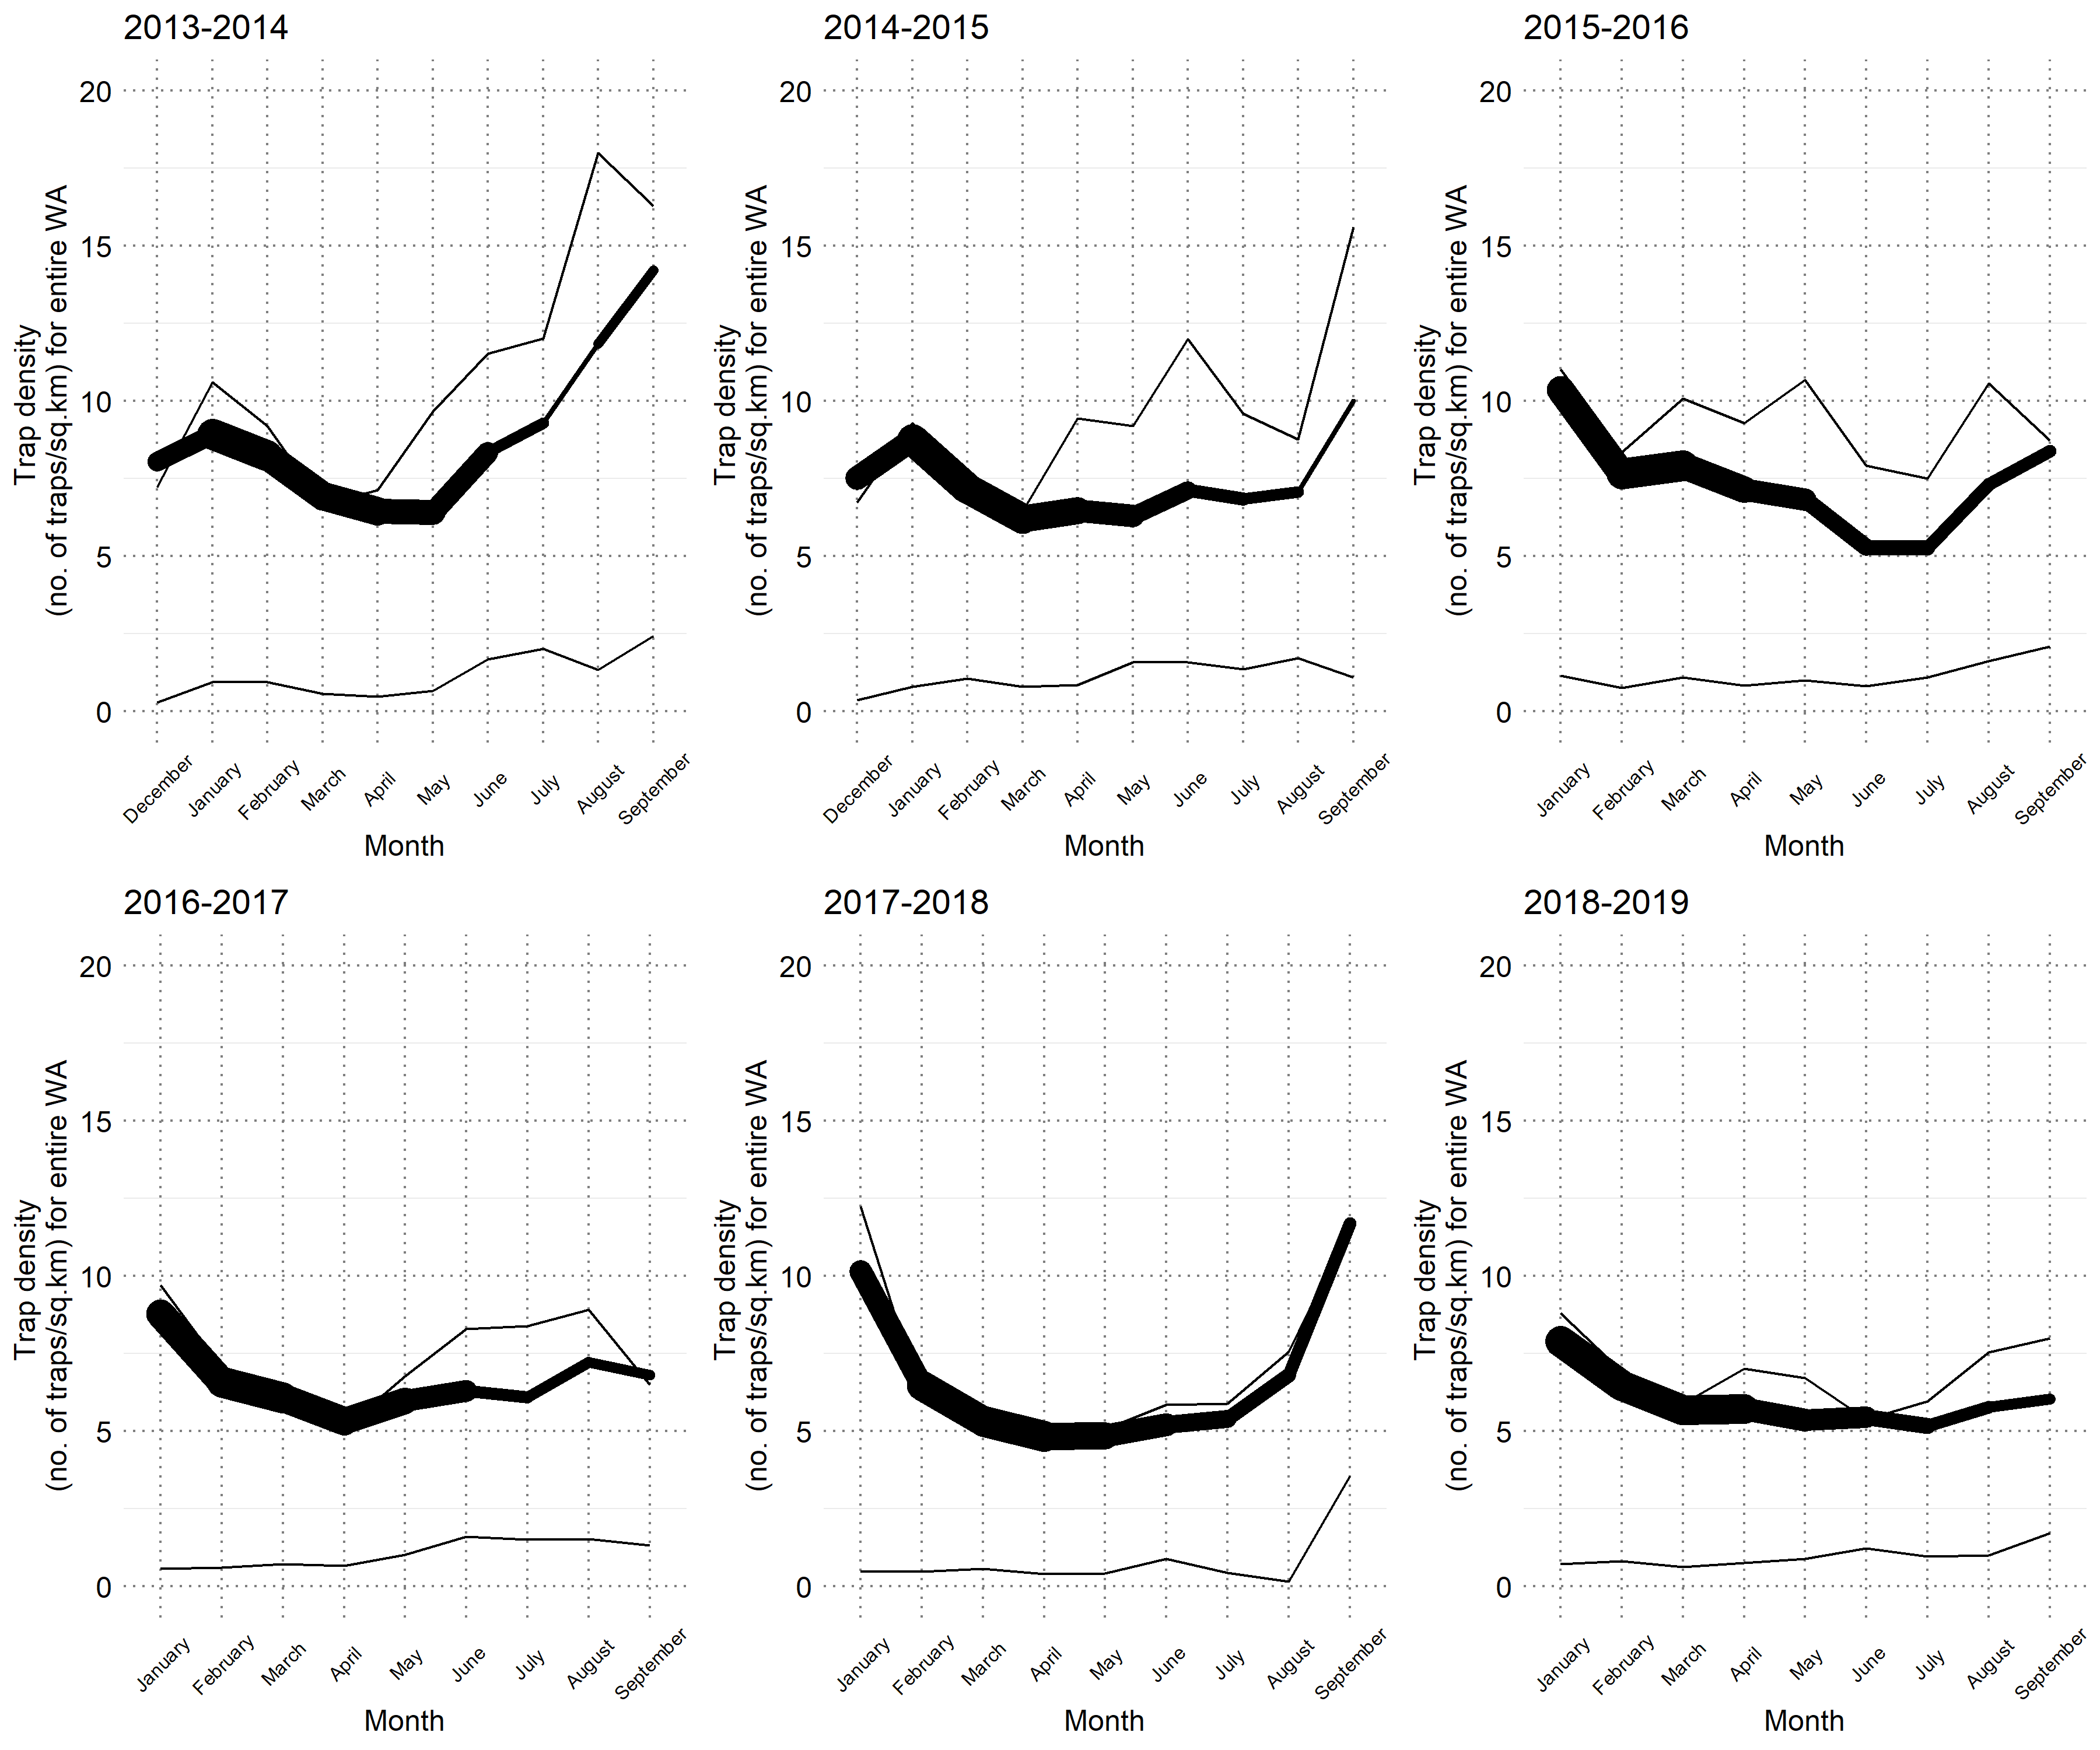 2013-2014
Trap density
(no. of traps/sq.km) for entire WA
20
15
10
5
0
December
January
February
March
April
May
June
July
August
September
Month
2014-2015
Trap density
(no. of traps/sq.km) for entire WA
20
15
10
5
0
December
January
February
March
April
May
June
July
August
September
Month
2015-2016
Trap density
(no. of traps/sq.km) for entire WA
20
15
10
5
0
January
February
March
April
May
June
July
August
September
Month
2016-2017
Trap density
(no. of traps/sq.km) for entire WA
20
15
10
5
0
January
February
March
April
May
June
July
August
September
Month
2017-2018
Trap density
(no. of traps/sq.km) for entire WA
20
15
10
5
0
January
February
March
April
May
June
July
August
September
Month
2018-2019
Trap density
(no. of traps/sq.km) for entire WA
20
15
10
5
0
January
February
March
April
May
June
July
August
September
Month